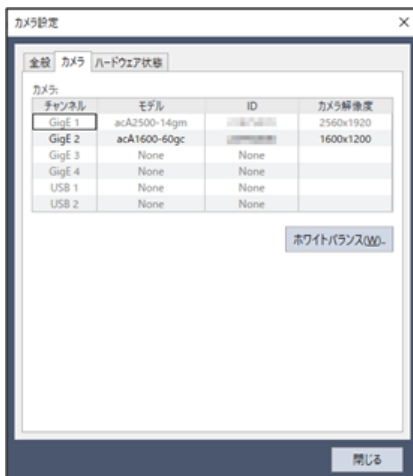 カメラ設定
全般 カメラ ハードウェア状態
カメラ:
チャンネル モデル ID カメラ解像度
GigE 1 acA2500-14gm 2560x1920
GigE 2 acA1600-60gc 1600x1200
GigE 3 None None
GigE 4 None None
USB 1 None None
USB 2 None None
ホワイトバランス(W)...
閉じる